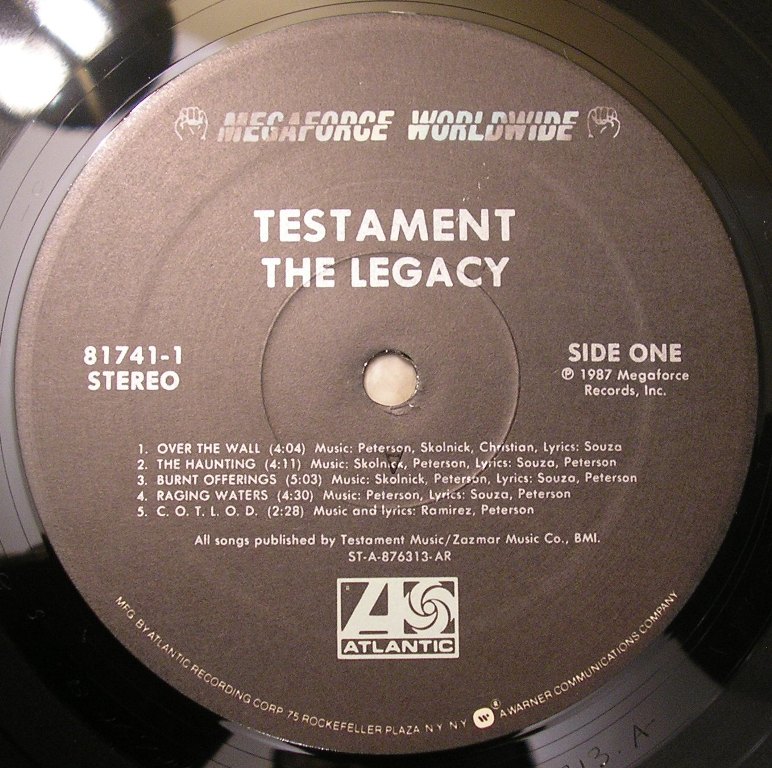 MEGAFORCE WORLDWIDE
TESTAMENT
THE LEGACY
81741-1
STEREO
SIDE ONE
℗ 1987 Megaforce
Records, Inc.
1. OVER THE WALL (4:04) Music: Peterson, Skolnick, Christian, Lyrics: Souza
2. THE HAUNTING (4:11) Music: Skolnick, Peterson, Lyrics: Souza, Peterson
3. BURNT OFFERINGS (5:03) Music: Skolnick, Peterson, Lyrics: Souza, Peterson
4. RAGING WATERS (4:30) Music: Peterson, Lyrics: Souza, Peterson
5. C. O. T. L. O. D. (2:28) Music and lyrics: Ramirez, Peterson
All songs published by Testament Music/Zazmar Music Co., BMI.
ST-A-876313-AR
ATLANTIC
MFG. BY ATLANTIC RECORDING CORP. 75 ROCKEFELLER PLAZA N.Y. N.Y. W ® A WARNER COMMUNICATIONS COMPANY